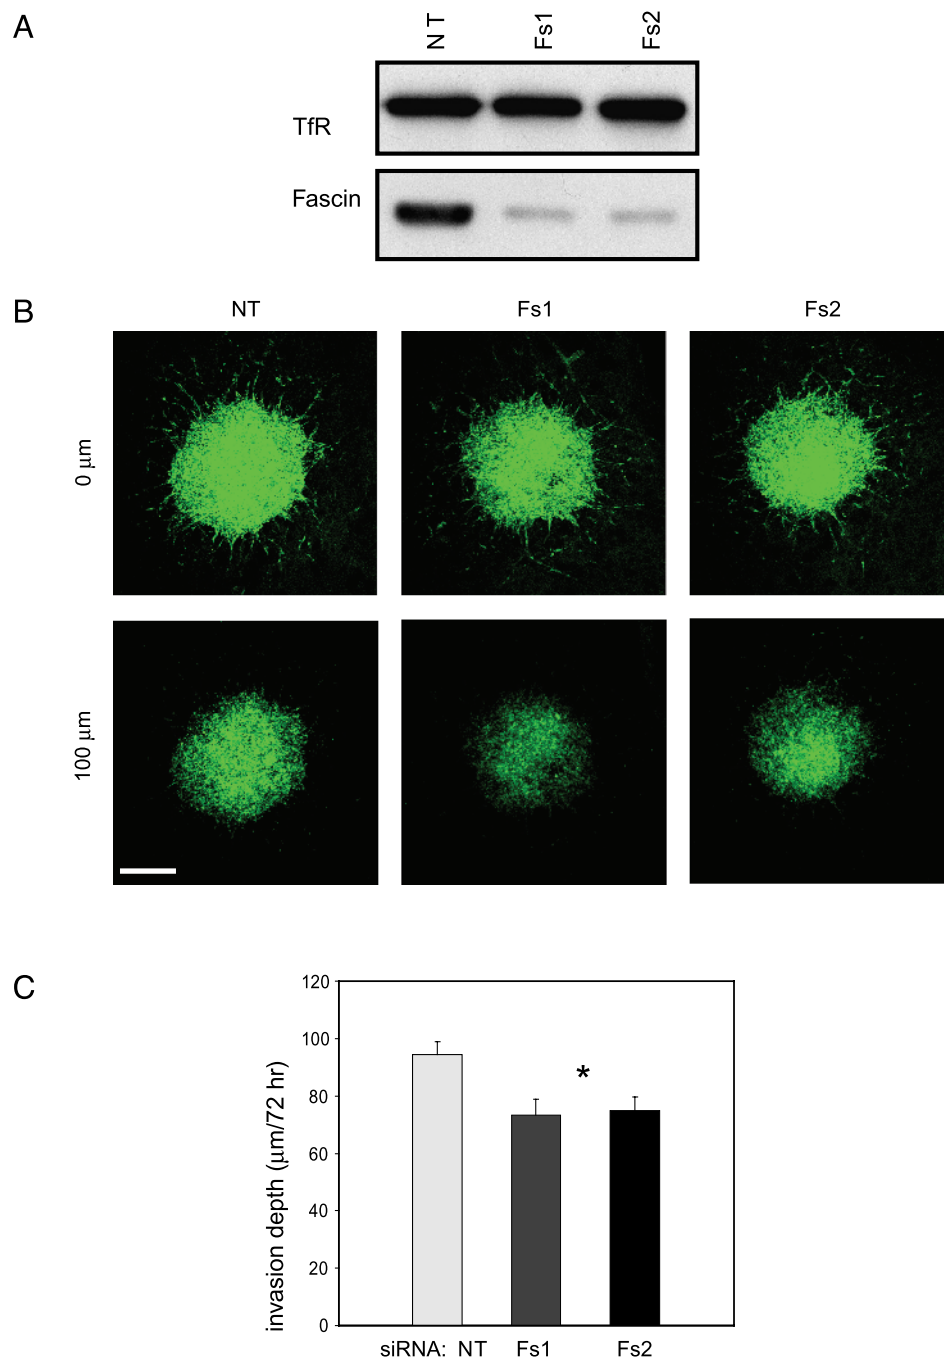 A
N T
Fs1
Fs2
TfR
Fascin
B
NT
Fs1
Fs2
0 μm
100 μm
C
120
100
80
60
40
20
0
invasion depth (μm/72 hr)
*
siRNA: NT Fs1 Fs2